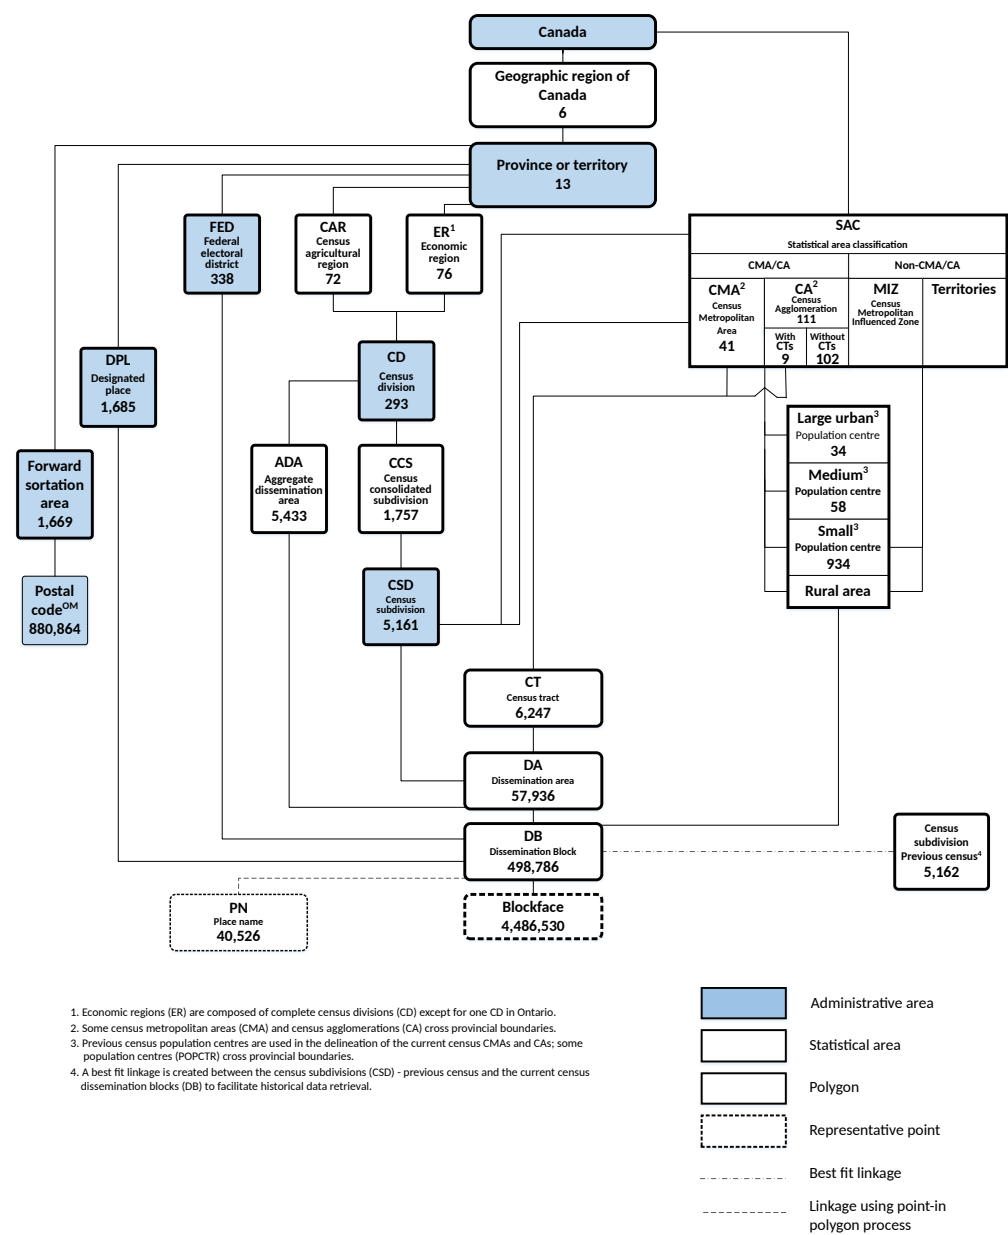 Canada
Geographic region of
Canada
6
Province or territory
13
FED
Federal
electoral
district
338
CAR
Census
agricultural
region
72
ER1
Economic
region
76
SAC
Statistical area classification
CMA/CA
Non-CMA/CA
CMA2
Census
Metropolitan
Area
41
CA2
Census
Agglomeration
111
With
CTs
9
Without
CTs
102
MIZ
Census
Metropolitan
Influenced Zone
Territories
DPL
Designated
place
1,685
CD
Census
division
293
Large urban3
Population centre
34
Medium3
Population centre
58
Small3
Population centre
934
Rural area
Forward
sortation
area
1,669
ADA
Aggregate
dissemination
area
5,433
CCS
Census
consolidated
subdivision
1,757
Postal
codeOM
880,864
CSD
Census
subdivision
5,161
CT
Census tract
6,247
DA
Dissemination area
57,936
DB
Dissemination Block
498,786
Census
subdivision
Previous census4
5,162
PN
Place name
40,526
Blockface
4,486,530
1. Economic regions (ER) are composed of complete census divisions (CD) except for one CD in Ontario.
2. Some census metropolitan areas (CMA) and census agglomerations (CA) cross provincial boundaries.
3. Previous census population centres are used in the delineation of the current census CMAs and CAs; some
population centres (POPCTR) cross provincial boundaries.
4. A best fit linkage is created between the census subdivisions (CSD) - previous census and the current census
dissemination blocks (DB) to facilitate historical data retrieval.
Administrative area
Statistical area
Polygon
Representative point
Best fit linkage
Linkage using point-in
polygon process